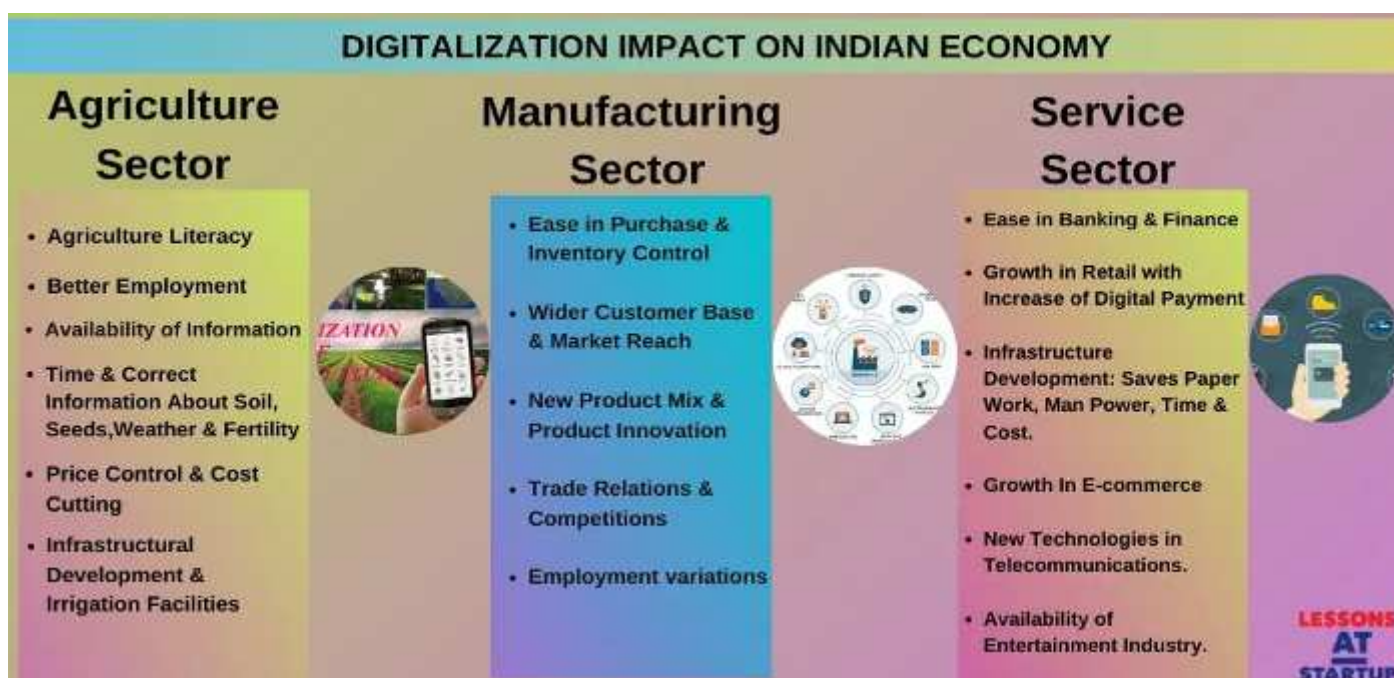 DIGITALIZATION IMPACT ON INDIAN ECONOMY
Agriculture
Sector
• Agriculture Literacy
• Better Employment
• Availability of Information
• Time & Correct
Information About Soil,
Seeds,Weather & Fertility
• Price Control & Cost
Cutting
• Infrastructural
Development &
Irrigation Facilities
IZATION
Manufacturing
Sector
• Ease in Purchase &
Inventory Control
• Wider Customer Base
& Market Reach
• New Product Mix &
Product Innovation
• Trade Relations &
Competitions
• Employment variations
Service
Sector
• Ease in Banking & Finance
• Growth in Retail with
Increase of Digital Payment
• Infrastructure
Development: Saves Paper
Work, Man Power, Time &
Cost.
• Growth In E-commerce
• New Technologies in
Telecommunications.
• Availability of
Entertainment Industry.
LESSONS
AT
STARTUP